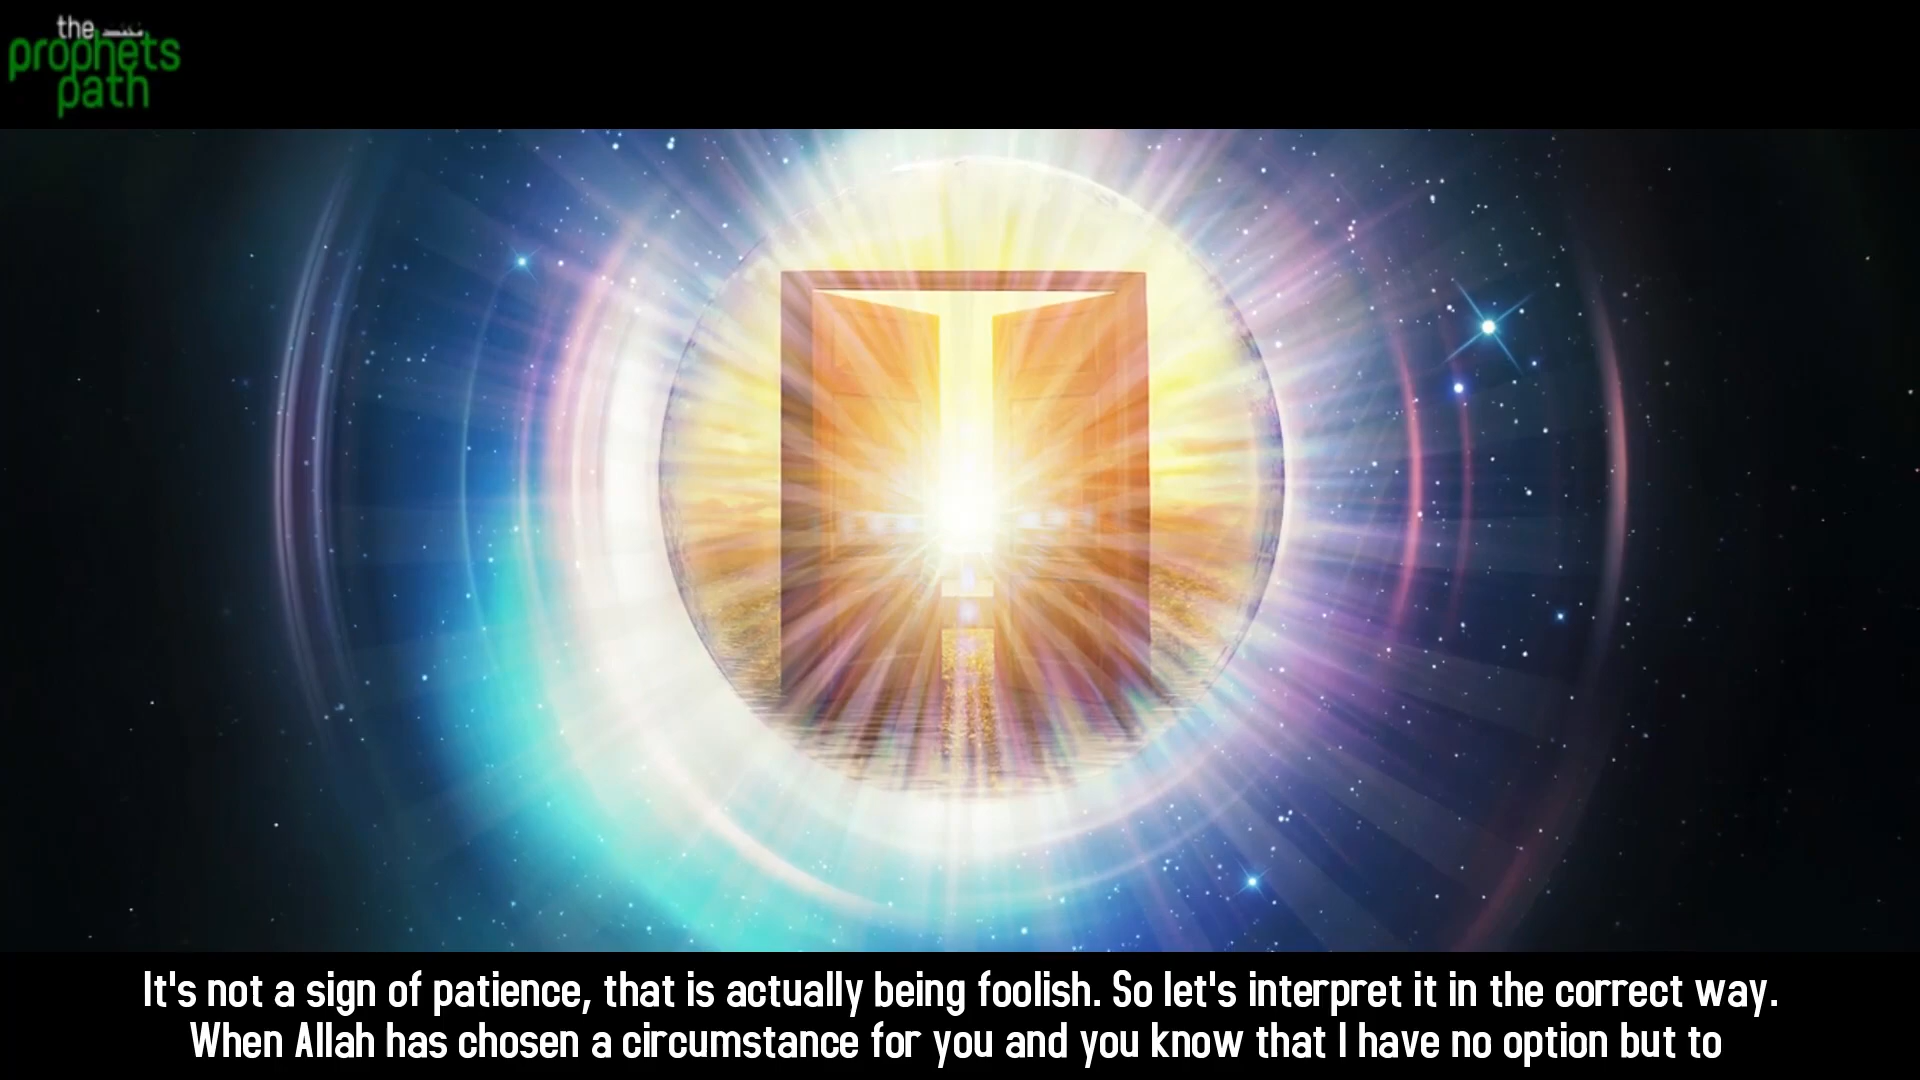 the
prophets
path
It's not a sign of patience, that is actually being foolish. So let's interpret it in the correct way.
When Allah has chosen a circumstance for you and you know that I have no option but to